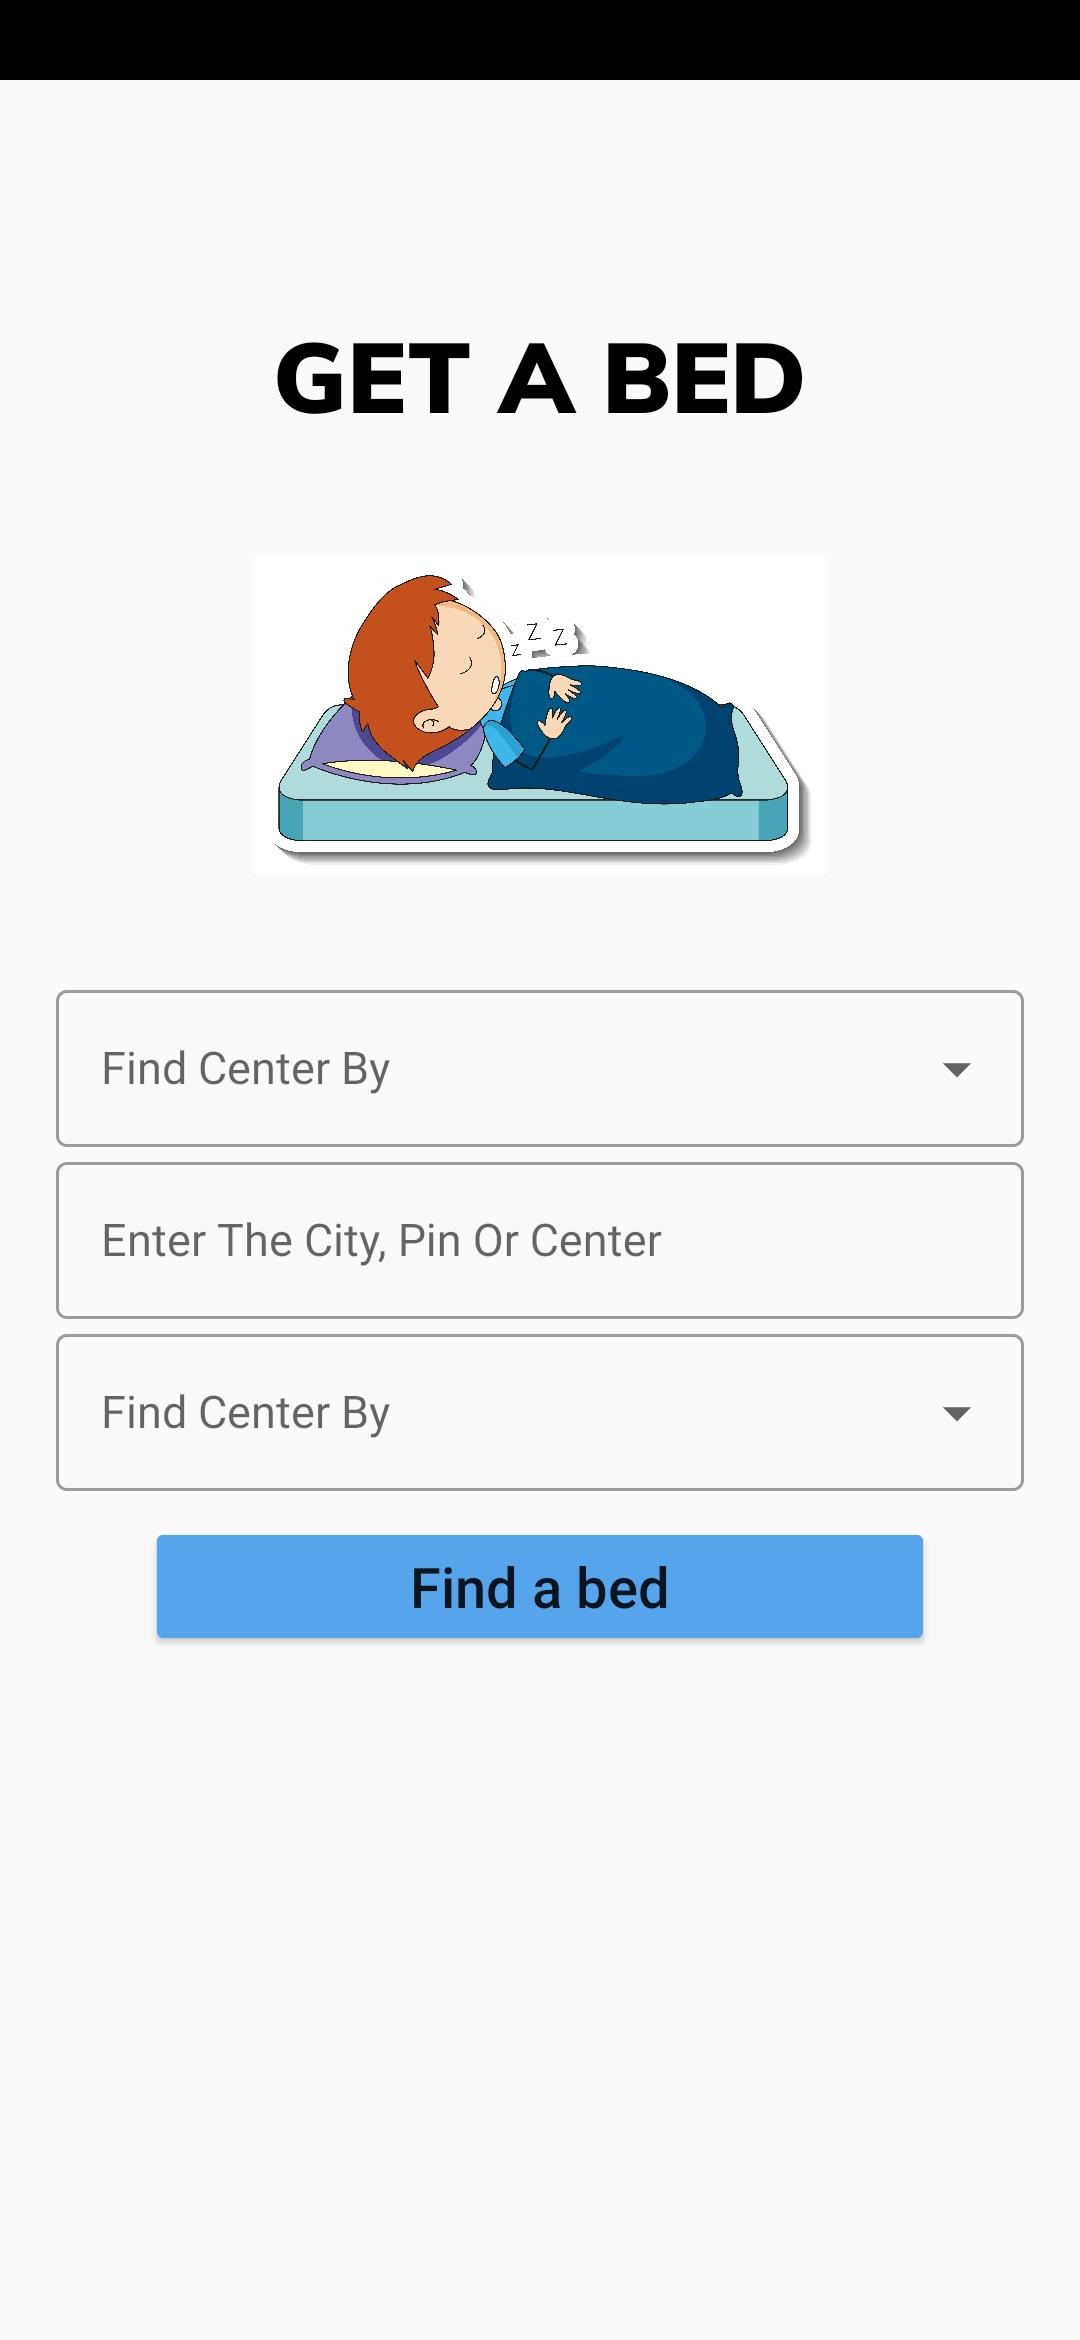 GET A BED
z Z Z
Find Center By
Enter The City, Pin Or Center
Find Center By
Find a bed